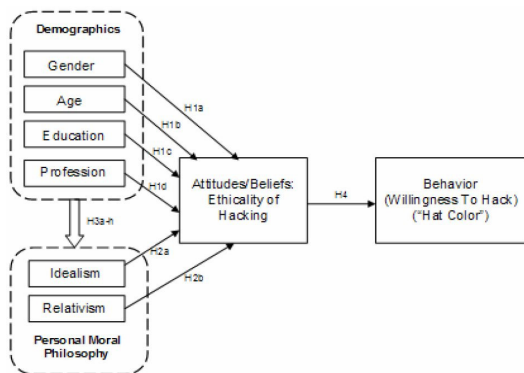 Demographics
Gender
Age
Education
Profession
H1a
H1b
H1c
H1d
Attitudes/Beliefs:
Ethicality of
Hacking
H4
Behavior
(Willingness To Hack)
("Hat Color")
H3a-h
Idealism
Relativism
H2a
H2b
Personal Moral
Philosophy